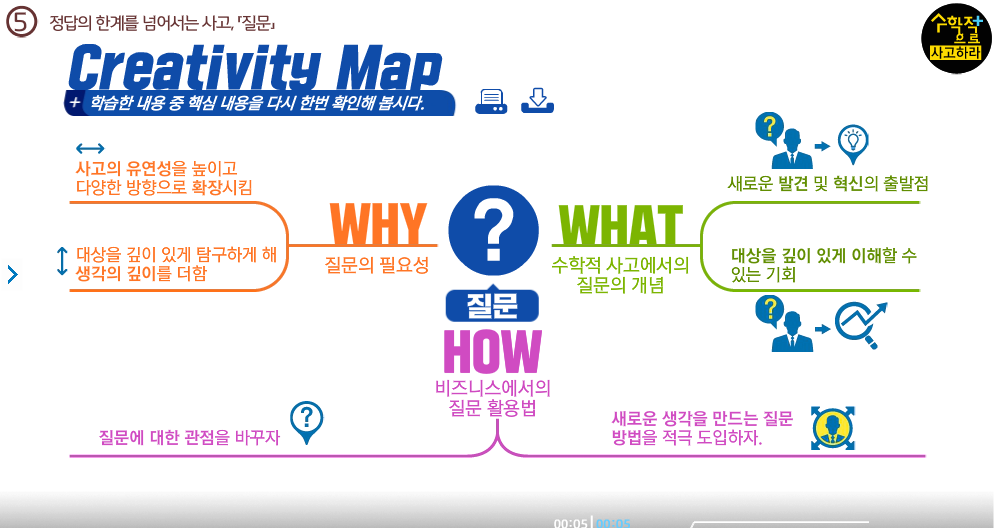 ⑤ 정답의 한계를 넘어서는 사고, 「질문」
수학적
으로
사고하라
Creativity Map
+ 학습한 내용 중 핵심 내용을 다시 한번 확인해 봅시다.
사고의 유연성을 높이고
다양한 방향으로 확장시킴
대상을 깊이 있게 탐구하게 해
생각의 깊이를 더함
WHY
질문의 필요성
?
질문
WHAT
수학적 사고에서의
질문의 개념
?
새로운 발견 및 혁신의 출발점
대상을 깊이 있게 이해할 수
있는 기회
?
HOW
비즈니스에서의
질문 활용법
질문에 대한 관점을 바꾸자
?
새로운 생각을 만드는 질문
방법을 적극 도입하자.
00:05 | 00:05